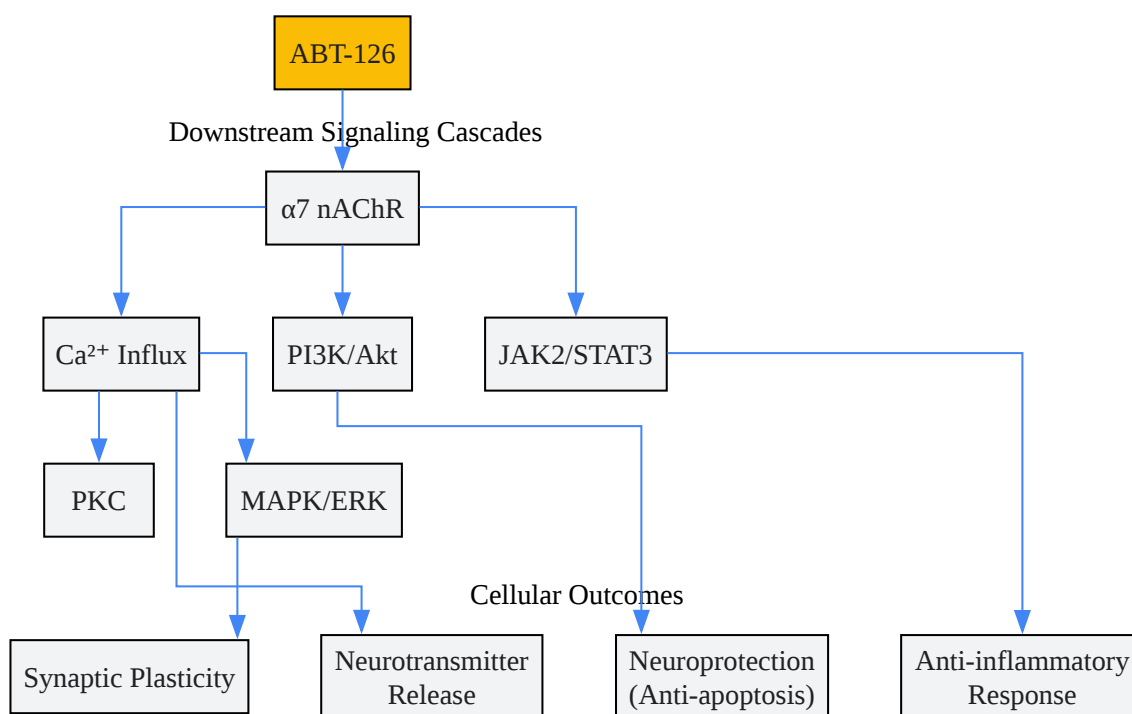 ABT-126
Downstream Signaling Cascades
α7 nAChR
Ca²⁺ Influx
PI3K/Akt
JAK2/STAT3
PKC
MAPK/ERK
Cellular Outcomes
Synaptic Plasticity
Neurotransmitter
Release
Neuroprotection
(Anti-apoptosis)
Anti-inflammatory
Response